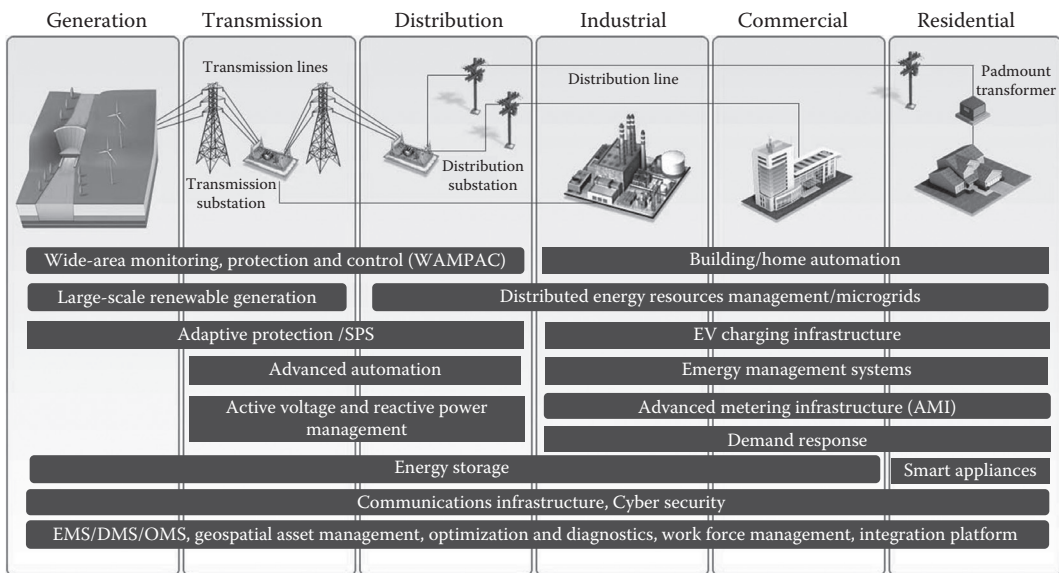 Generation
Transmission
Distribution
Industrial
Commercial
Residential
Transmission lines
Distribution line
Padmount
transformer
Transmission
substation
Distribution
substation
Wide-area monitoring, protection and control (WAMPAC)
Building/home automation
Large-scale renewable generation
Distributed energy resources management/microgrids
Adaptive protection /SPS
EV charging infrastructure
Advanced automation
Emergy management systems
Active voltage and reactive power
management
Advanced metering infrastructure (AMI)
Demand response
Energy storage
Smart appliances
Communications infrastructure, Cyber security
EMS/DMS/OMS, geospatial asset management, optimization and diagnostics, work force management, integration platform